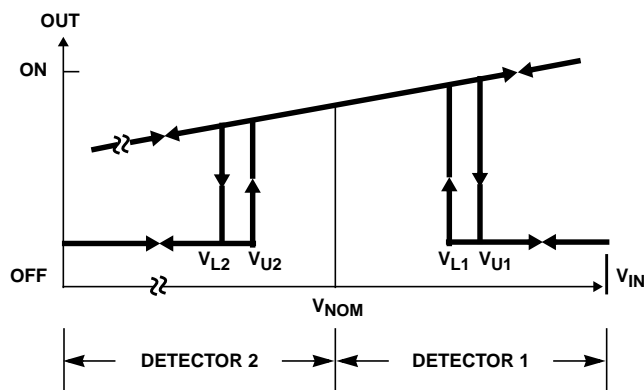 OUT
ON
V_L2 V_U2 V_L1 V_U1
OFF
V_IN
V_NOM
DETECTOR 2 DETECTOR 1